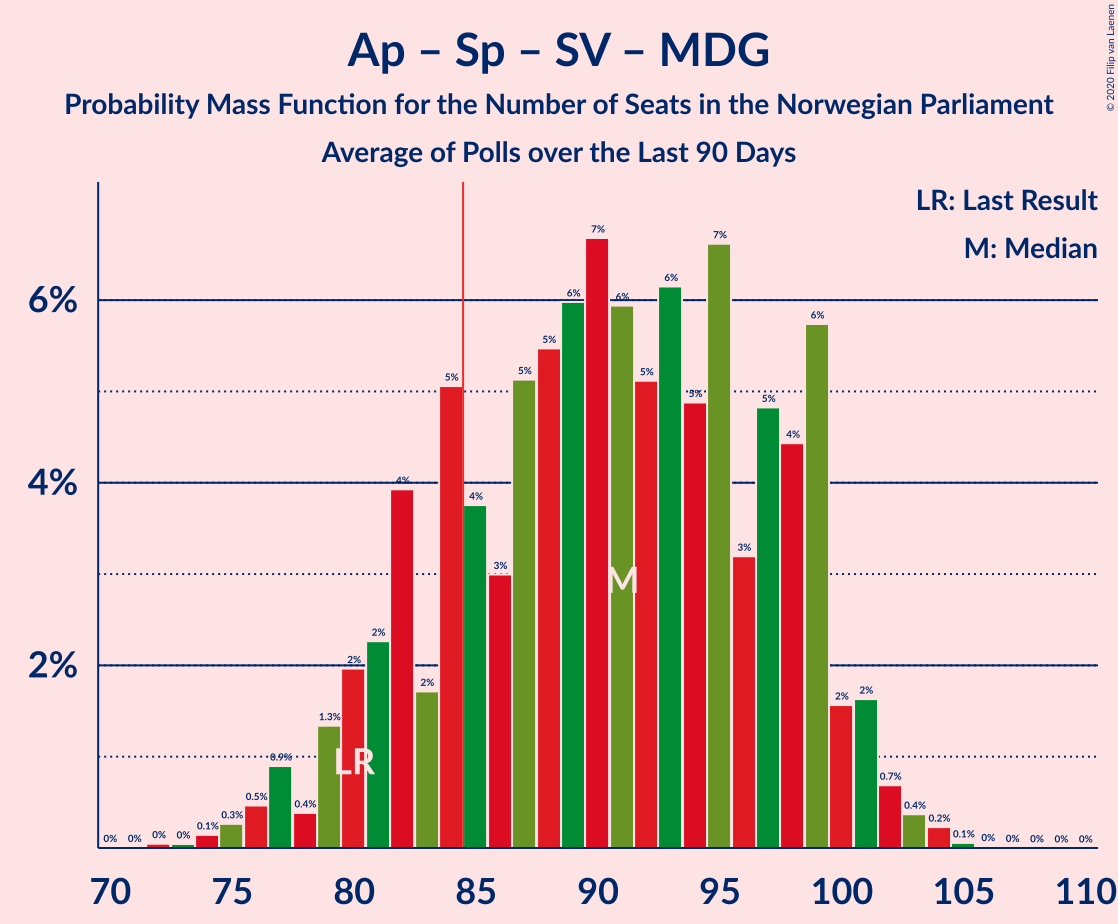 Ap – Sp – SV – MDG
Probability Mass Function for the Number of Seats in the Norwegian Parliament
Average of Polls over the Last 90 Days
© 2020 Filip van Laenen
LR: Last Result
M: Median
6%
4%
2%
0% 0% 0% 0% 0.1% 0.3% 0.5% 0.9% 0.4% 1.3% 2% 2% 4% 2% 5% 4% 3% 5% 5% 6% 7% 6% 5% 6% 5% 7% 3% 5% 4% 6% 2% 2% 0.7% 0.4% 0.2% 0.1% 0% 0% 0% 0% 0%
LR
M
70 75 80 85 90 95 100 105 110